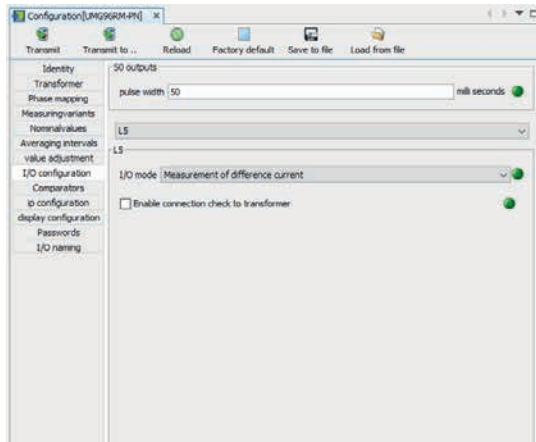 Configuration[UMG96RM-PN]
Transmit Transmit to .. Reload Factory default Save to file Load from file
Identity
Transformer
Phase mapping
Measuringvariants
Nominalvalues
Averaging intervals
value adjustment
I/O configuration
Comparators
ip configuration
display configuration
Passwords
I/O naming
S0 outputs
pulse width 50 milli seconds
L5
L5
I/O mode Measurement of difference current
Enable connection check to transformer